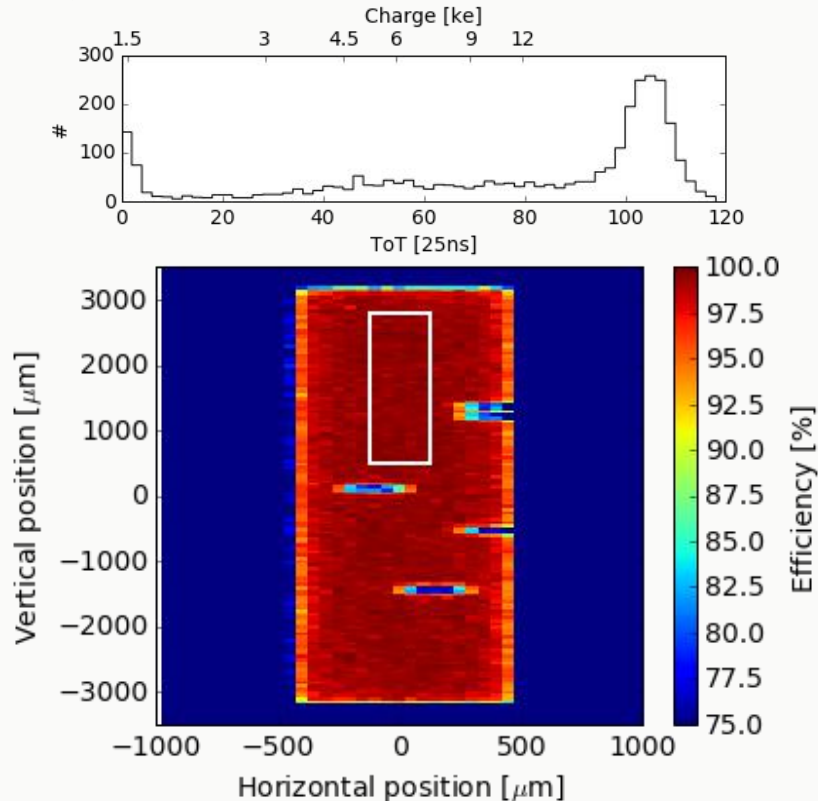 Charge [ke]
1.5 3 4.5 6 9 12
300
200
100
0
#
0 20 40 60 80 100 120
ToT [25ns]
3000
2000
1000
0
−1000
−2000
−3000
Vertical position [μm]
−1000 −500 0 500 1000
Horizontal position [μm]
100.0
97.5
95.0
92.5
90.0
87.5
85.0
82.5
80.0
77.5
75.0
Efficiency [%]